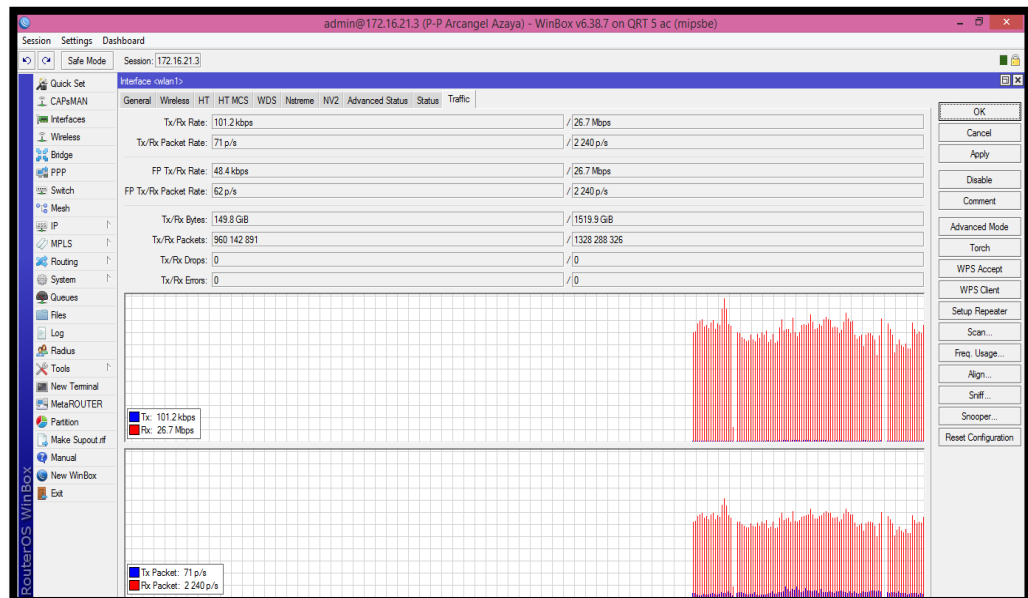 admin@172.16.21.3 (P-P Arcangel Azaya) - WinBox v6.38.7 on QRT 5 ac (mipsbe)
Session Settings Dashboard
Safe Mode Session: 172.16.21.3
Interface <wlan1>
General Wireless HT HT MCS WDS Nstreme NV2 Advanced Status Status Traffic
Tx/Rx Rate: 101.2 kbps / 26.7 Mbps
Tx/Rx Packet Rate: 71 p/s / 2 240 p/s
FP Tx/Rx Rate: 48.4 kbps / 26.7 Mbps
FP Tx/Rx Packet Rate: 62 p/s / 2 240 p/s
Tx/Rx Bytes: 149.8 GiB / 1519.9 GiB
Tx/Rx Packets: 960 142 891 / 1328 288 326
Tx/Rx Drops: 0 / 0
Tx/Rx Errors: 0 / 0
Tx: 101.2 kbps
Rx: 26.7 Mbps
Tx Packet: 71 p/s
Rx Packet: 2 240 p/s
Quick Set
CAPsMAN
Interfaces
Wireless
Bridge
PPP
Switch
Mesh
IP
MPLS
Routing
System
Queues
Files
Log
Radius
Tools
New Terminal
MetaROUTER
Partition
Make Supout.rif
Manual
New WinBox
Exit
RouterOS WinBox
OK
Cancel
Apply
Disable
Comment
Advanced Mode
Torch
WPS Accept
WPS Client
Setup Repeater
Scan...
Freq. Usage...
Align...
Sniff...
Snooper...
Reset Configuration